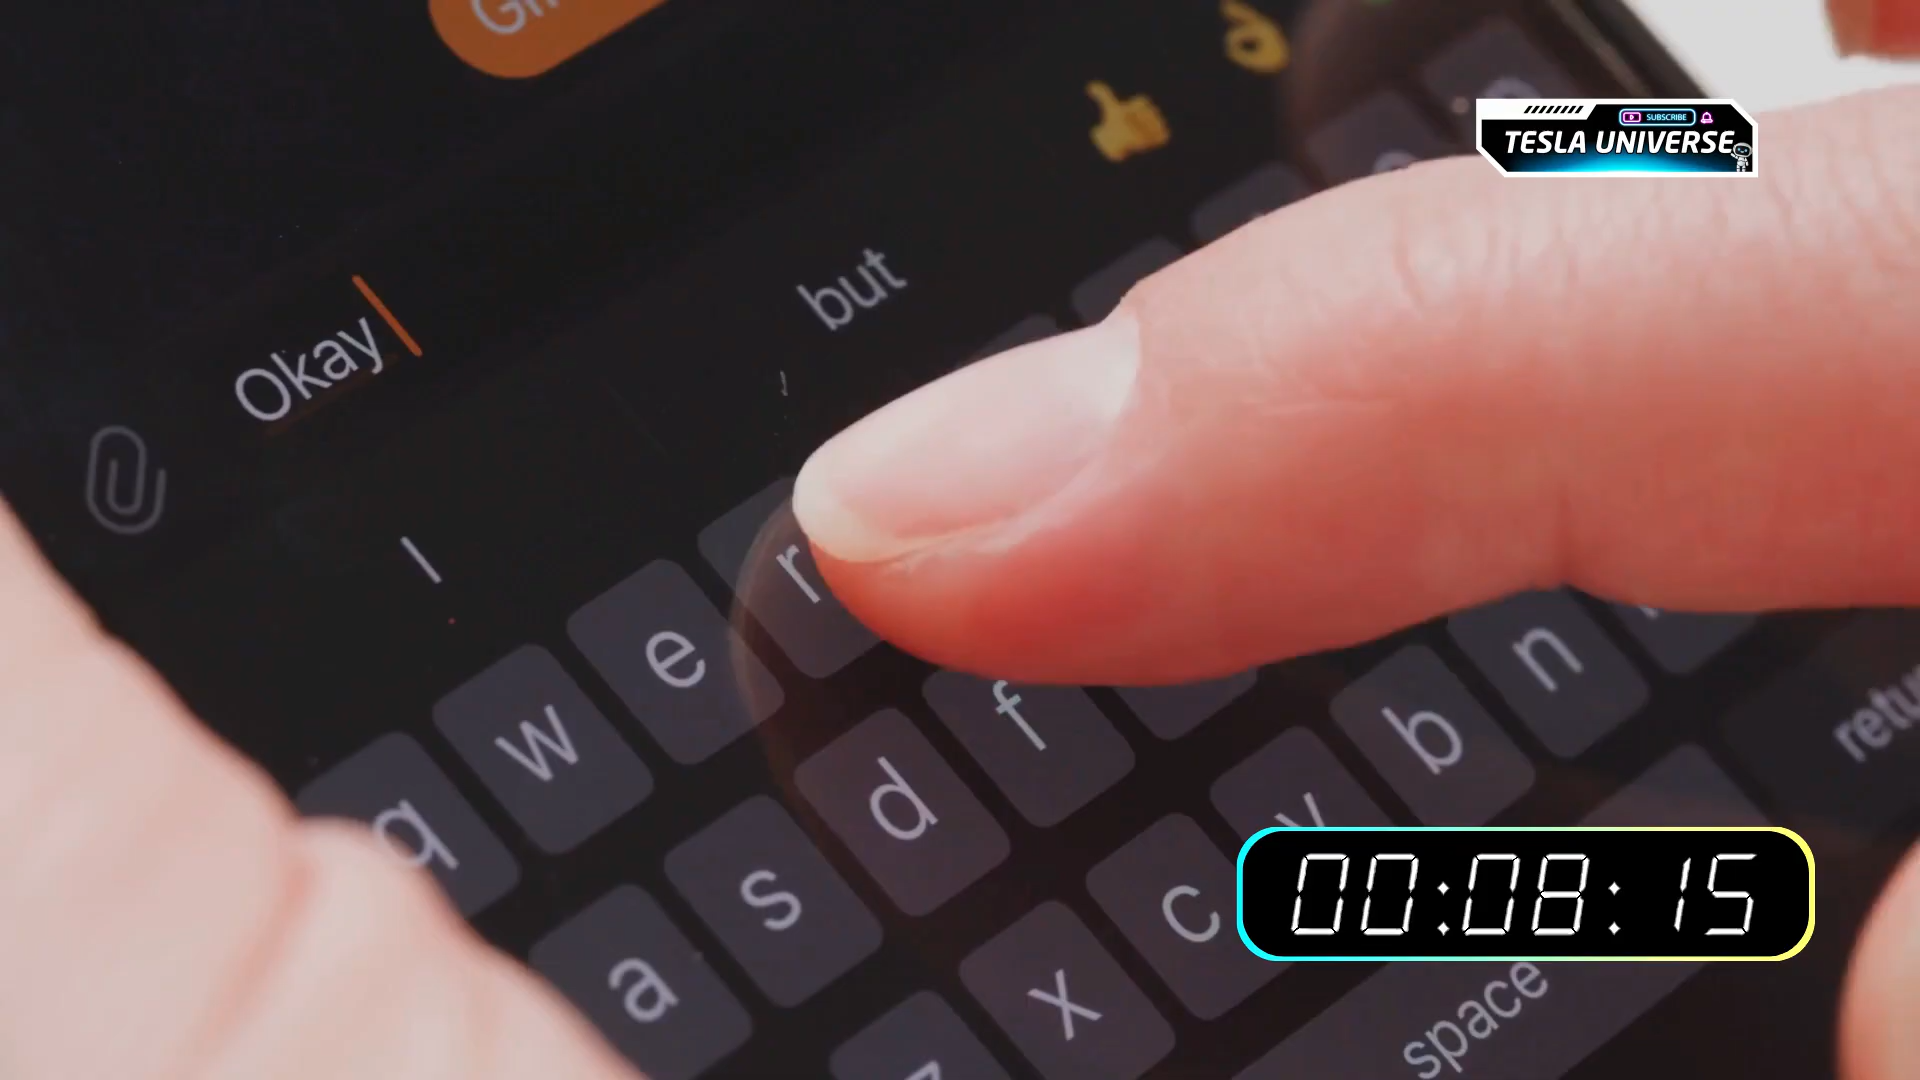 SUBSCRIBE
TESLA UNIVERSE
but
Okay
I
q w e r
a s d f
x c v b n
space
00:08:15